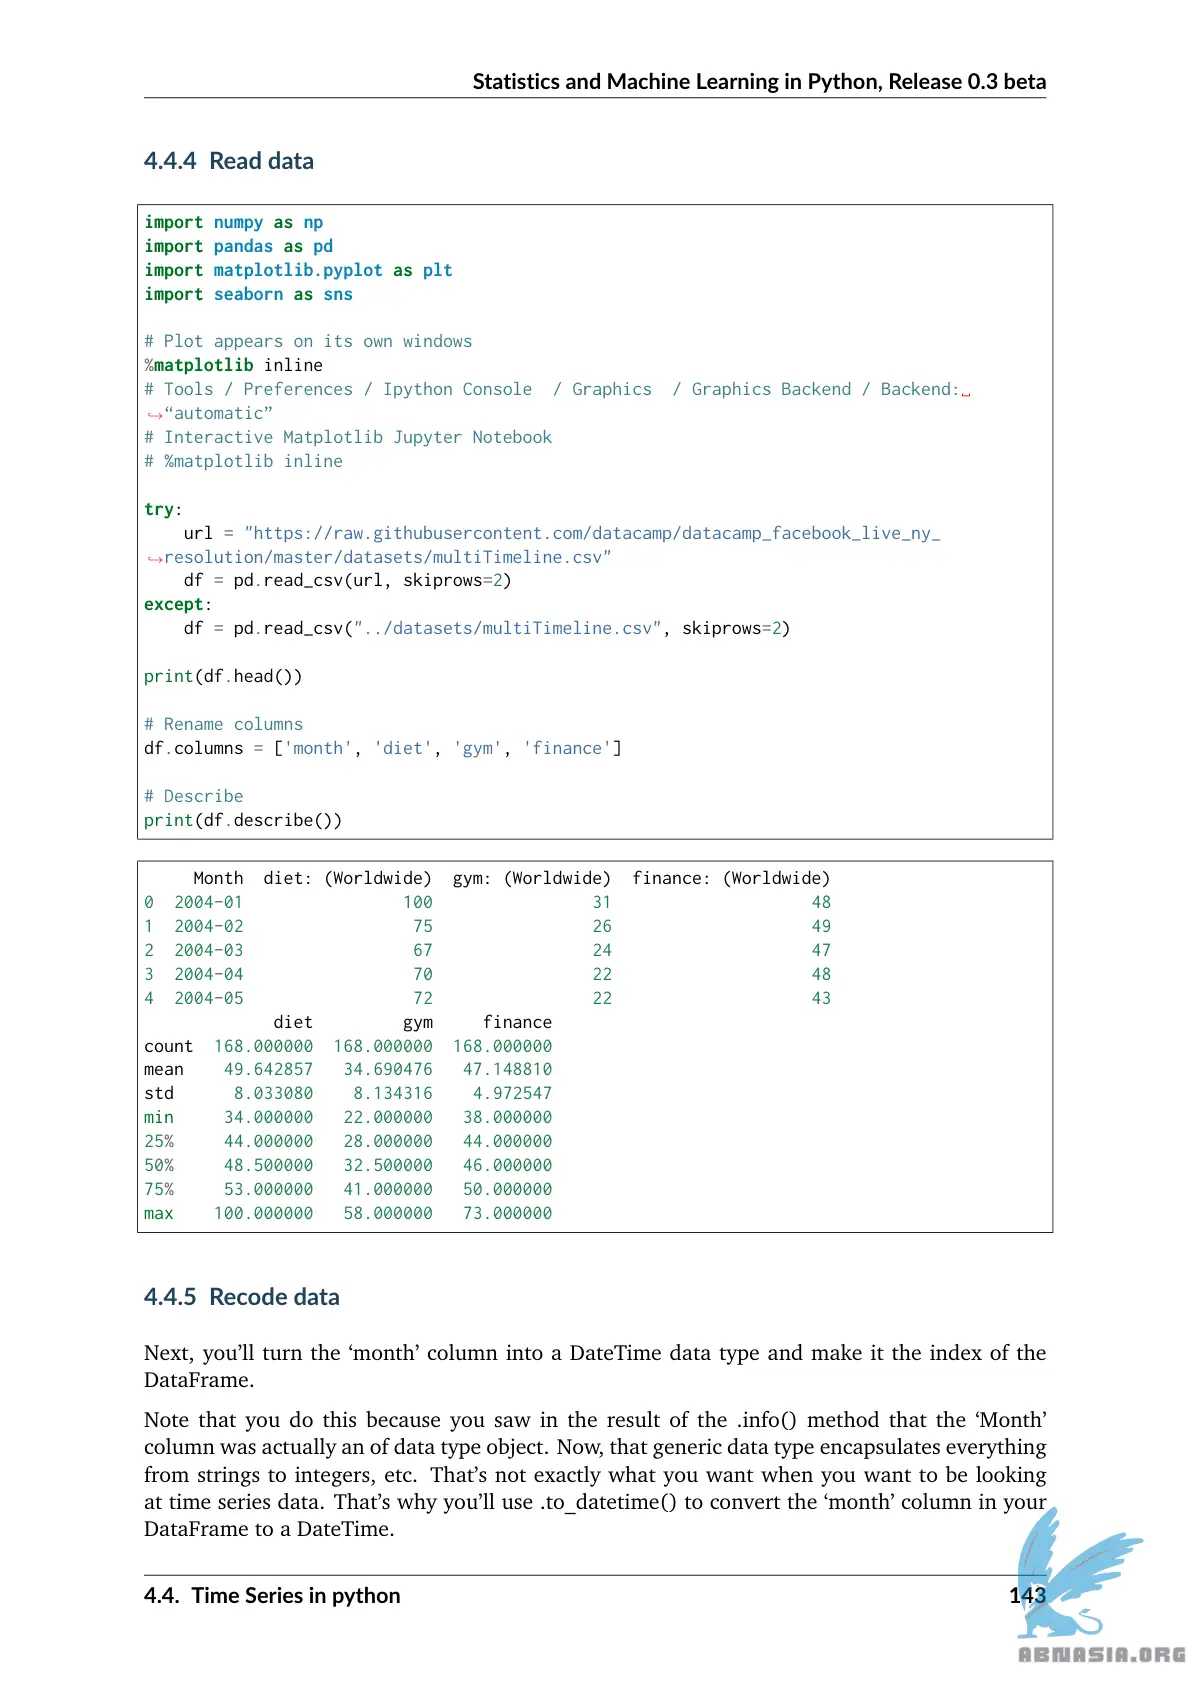 Statistics and Machine Learning in Python, Release 0.3 beta
4.4.4 Read data
import numpy as np
import pandas as pd
import matplotlib.pyplot as plt
import seaborn as sns
# Plot appears on its own windows
%matplotlib inline
# Tools / Preferences / Ipython Console  / Graphics  / Graphics Backend / Backend:␣
↪“automatic”
# Interactive Matplotlib Jupyter Notebook
# %matplotlib inline
try:
    url = "https://raw.githubusercontent.com/datacamp/datacamp_facebook_live_ny_
↪resolution/master/datasets/multiTimeline.csv"
    df = pd.read_csv(url, skiprows=2)
except:
    df = pd.read_csv("../datasets/multiTimeline.csv", skiprows=2)
print(df.head())
# Rename columns
df.columns = ['month', 'diet', 'gym', 'finance']
# Describe
print(df.describe())
     Month  diet: (Worldwide)  gym: (Worldwide)  finance: (Worldwide)
0  2004-01                100                31                    48
1  2004-02                 75                26                    49
2  2004-03                 67                24                    47
3  2004-04                 70                22                    48
4  2004-05                 72                22                    43
             diet         gym     finance
count  168.000000  168.000000  168.000000
mean    49.642857   34.690476   47.148810
std      8.033080    8.134316    4.972547
min     34.000000   22.000000   38.000000
25%     44.000000   28.000000   44.000000
50%     48.500000   32.500000   46.000000
75%     53.000000   41.000000   50.000000
max    100.000000   58.000000   73.000000
4.4.5 Recode data
Next, you’ll turn the ‘month’ column into a DateTime data type and make it the index of the
DataFrame.
Note that you do this because you saw in the result of the .info() method that the ‘Month’
column was actually an of data type object. Now, that generic data type encapsulates everything
from strings to integers, etc. That’s not exactly what you want when you want to be looking
at time series data. That’s why you’ll use .to_datetime() to convert the ‘month’ column in your
DataFrame to a DateTime.
4.4. Time Series in python 143
ABNASIA.ORG